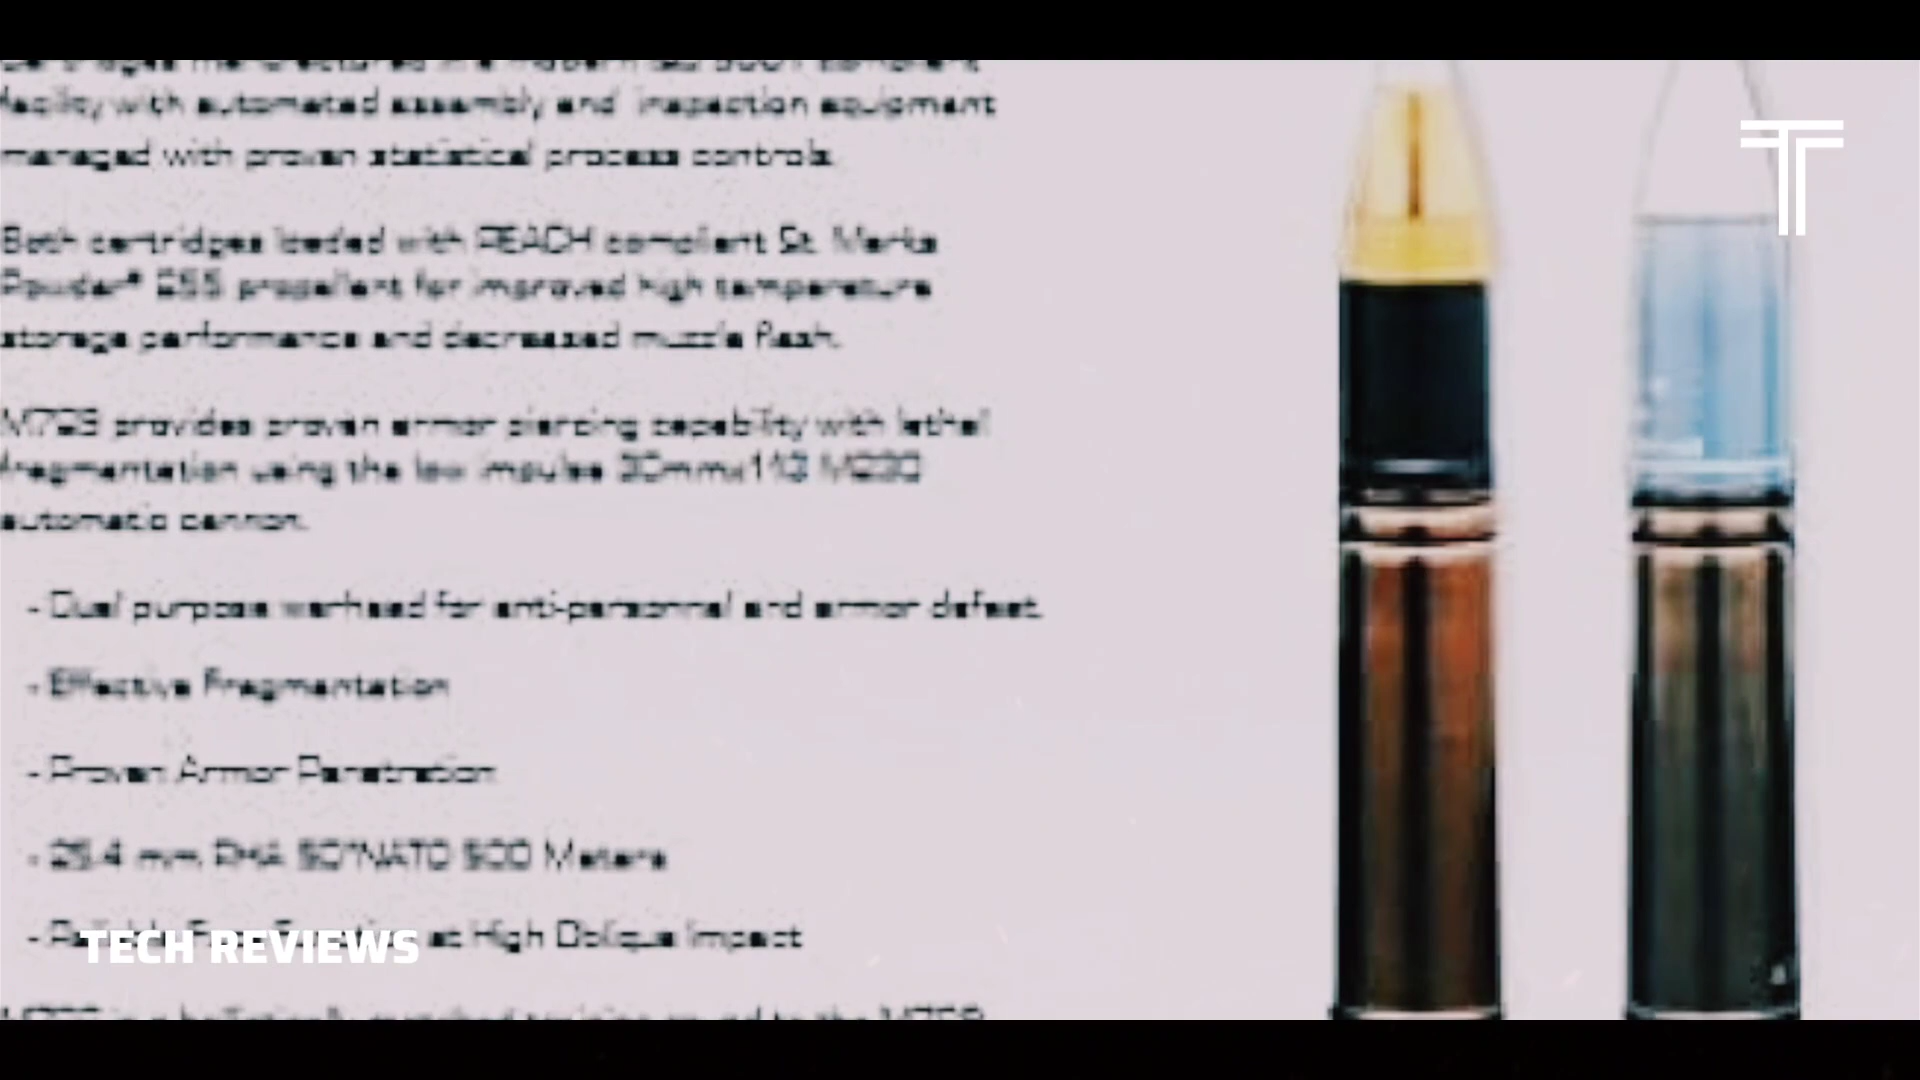 facility with automated assembly and inspection equipment
managed with proven statistical process controls.
Both cartridges loaded with REACH compliant St. Marks
Powder® 255 propellant for improved high temperature
storage performance and decreased muzzle flash.
provides proven armor piercing capability with lethal
fragmentation using the low impulse 30mmx113 M230
automatic cannon.
- Dual purpose warhead for anti-personnel and armor defeat.
- Effective Fragmentation
- Proven Armor Penetration
- 25.4 mm RHA 50°NATO 500 Meters
- at High Oblique Impact
TECH REVIEWS